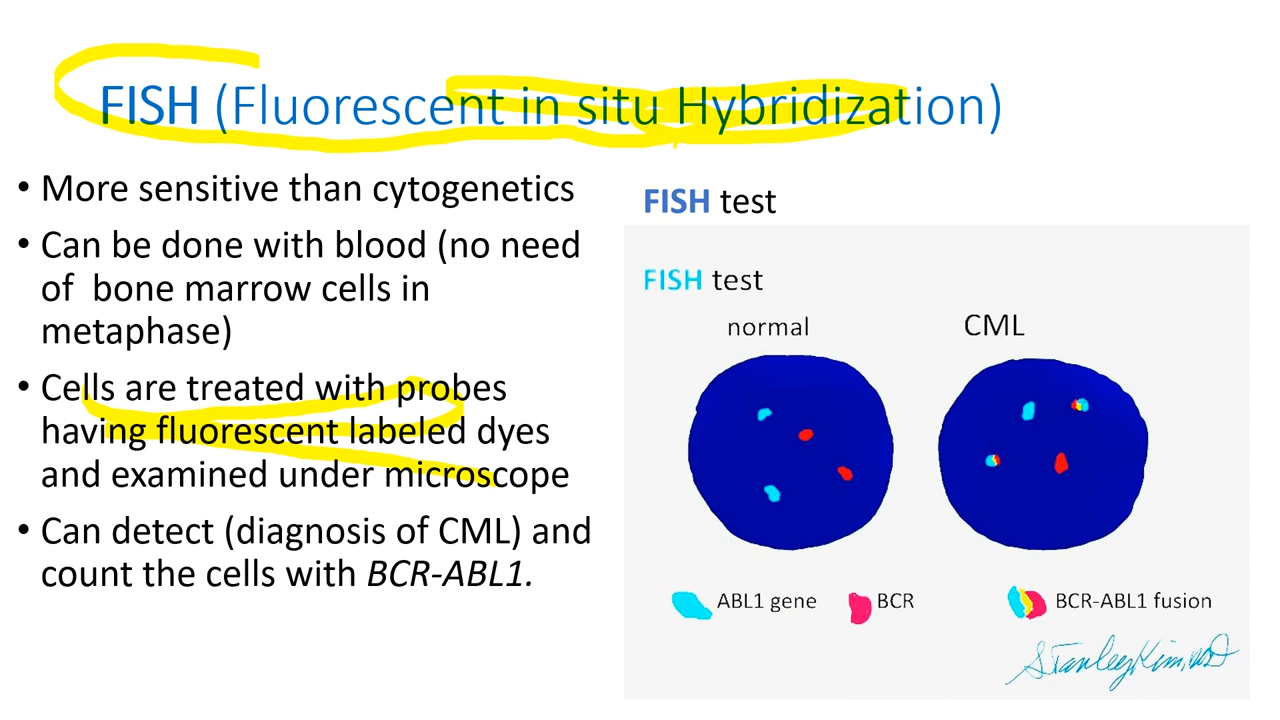 FISH (Fluorescent in situ Hybridization)
• More sensitive than cytogenetics
• Can be done with blood (no need
of bone marrow cells in
metaphase)
• Cells are treated with probes
having fluorescent labeled dyes
and examined under microscope
• Can detect (diagnosis of CML) and
count the cells with BCR-ABL1.
FISH test
FISH test
normal
CML
ABL1 gene
BCR
BCR-ABL1 fusion
Stanley Kim, MD